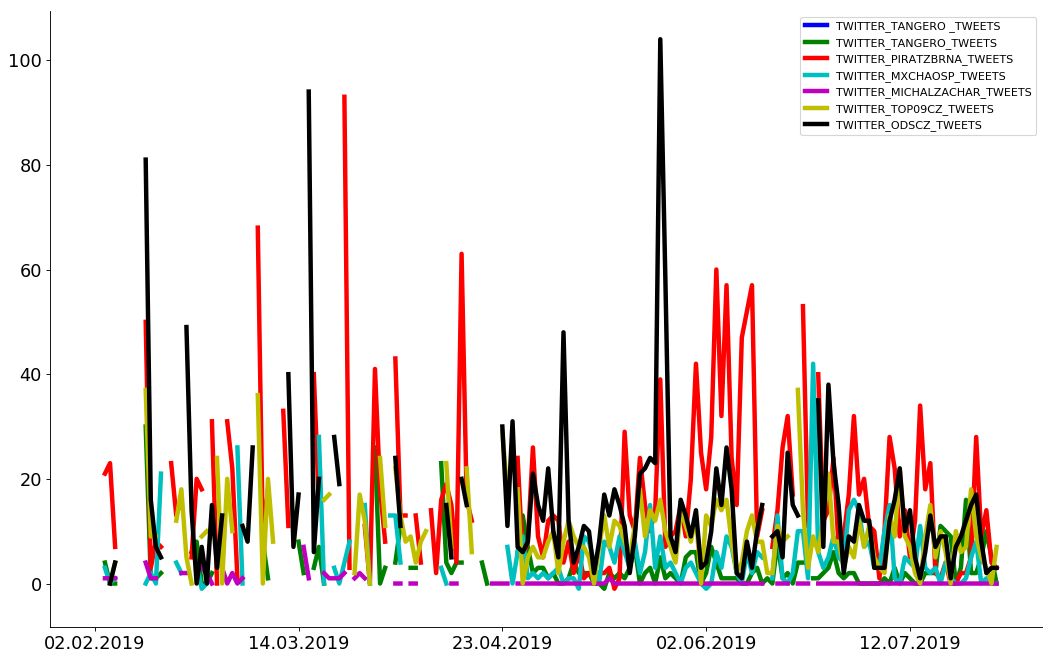 TWITTER_TANGERO _TWEETS
TWITTER_TANGERO_TWEETS
TWITTER_PIRATZBRNA_TWEETS
TWITTER_MXCHAOSP_TWEETS
TWITTER_MICHALZACHAR_TWEETS
TWITTER_TOP09CZ_TWEETS
TWITTER_ODSCZ_TWEETS
100
80
60
40
20
0
02.02.2019 14.03.2019 23.04.2019 02.06.2019 12.07.2019